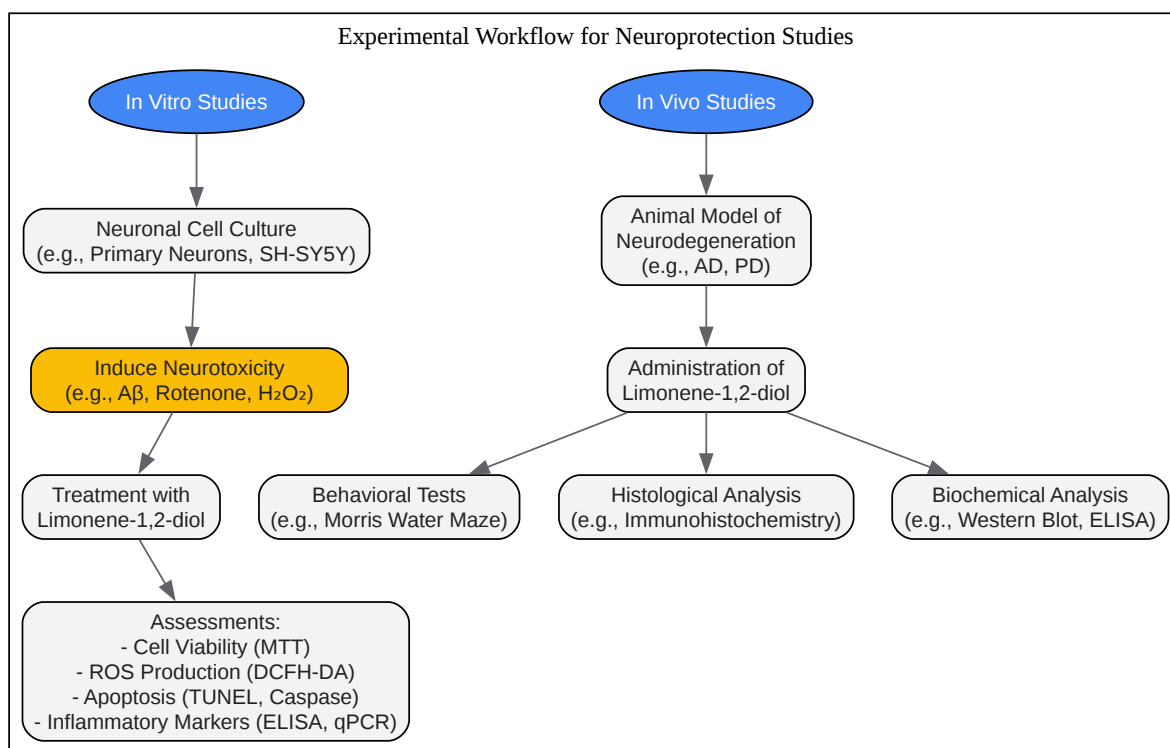 Experimental Workflow for Neuroprotection Studies
In Vitro Studies
Neuronal Cell Culture
(e.g., Primary Neurons, SH-SY5Y)
Induce Neurotoxicity
(e.g., Aβ, Rotenone, H₂O₂)
Treatment with
Limonene-1,2-diol
Assessments:
- Cell Viability (MTT)
- ROS Production (DCFH-DA)
- Apoptosis (TUNEL, Caspase)
- Inflammatory Markers (ELISA, qPCR)
In Vivo Studies
Animal Model of
Neurodegeneration
(e.g., AD, PD)
Administration of
Limonene-1,2-diol
Behavioral Tests
(e.g., Morris Water Maze)
Histological Analysis
(e.g., Immunohistochemistry)
Biochemical Analysis
(e.g., Western Blot, ELISA)